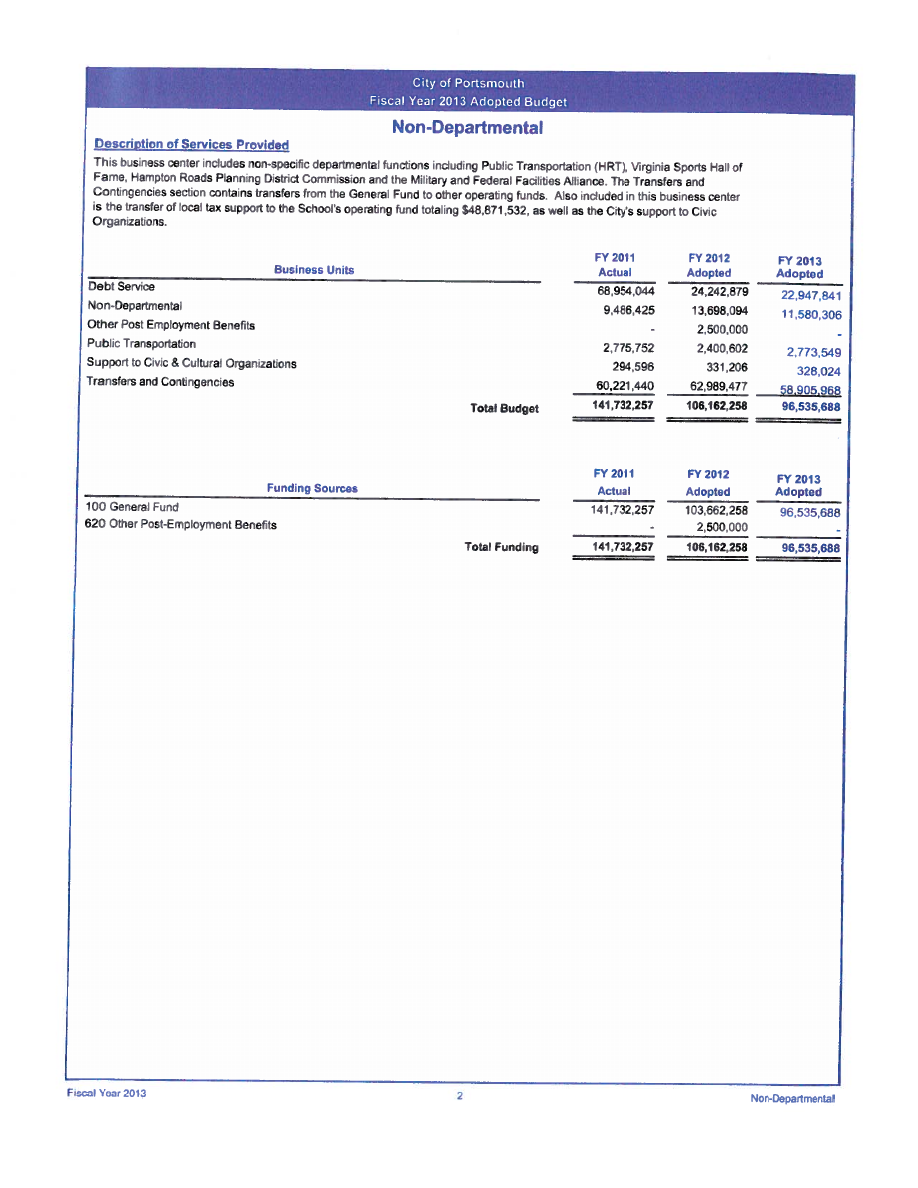 City of Portsmouth
Fiscal Year 2013 Adopted Budget
Non-Departmental
Description of Services Provided
This business center includes non-specific departmental functions including Public Transportation (HRT), Virginia Sports Hall of
Fame, Hampton Roads Planning District Commission and the Military and Federal Facilities Alliance. The Transfers and
Contingencies section contains transfers from the General Fund to other operating funds. Also included in this business center
is the transfer of local tax support to the School's operating fund totaling $48,871,532, as well as the City's support to Civic
Organizations.
Business Units FY 2011 Actual FY 2012 Adopted FY 2013 Adopted
Debt Service 68,954,044 24,242,879 22,947,841
Non-Departmental 9,486,425 13,698,094 11,580,306
Other Post Employment Benefits - 2,500,000 -
Public Transportation 2,775,752 2,400,602 2,773,549
Support to Civic & Cultural Organizations 294,596 331,206 328,024
Transfers and Contingencies 60,221,440 62,989,477 58,905,968
Total Budget 141,732,257 106,162,258 96,535,688
Funding Sources FY 2011 Actual FY 2012 Adopted FY 2013 Adopted
100 General Fund 141,732,257 103,662,258 96,535,688
620 Other Post-Employment Benefits - 2,500,000 -
Total Funding 141,732,257 106,162,258 96,535,688
Fiscal Year 2013 2 Non-Departmental